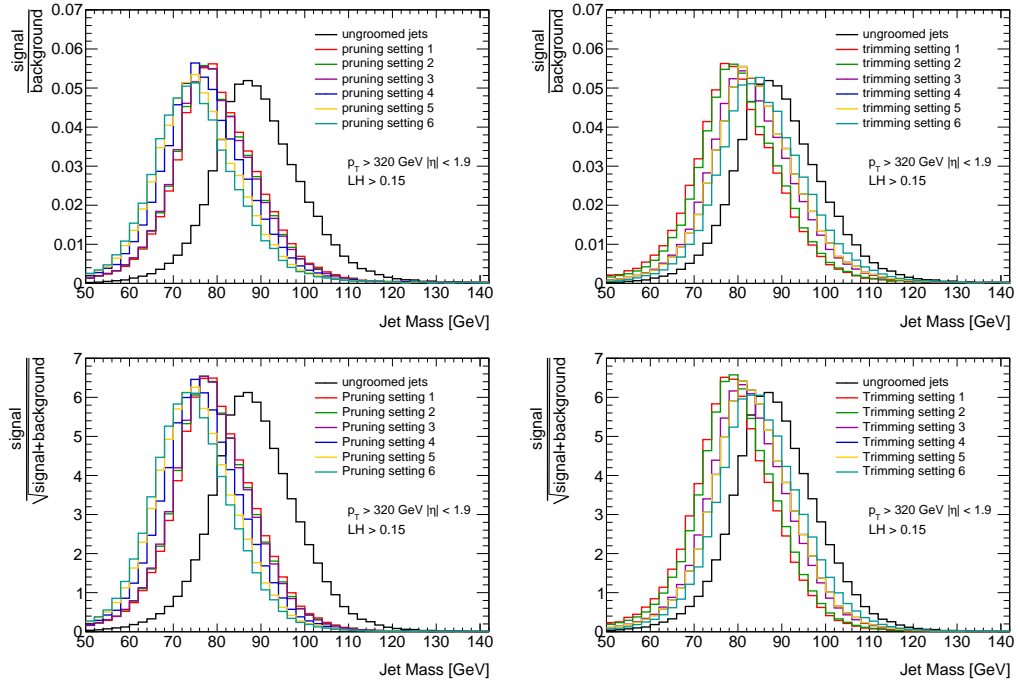 signal
background
0.07
0.06
0.05
0.04
0.03
0.02
0.01
0
50 60 70 80 90 100 110 120 130 140
Jet Mass [GeV]
ungroomed jets
pruning setting 1
pruning setting 2
pruning setting 3
pruning setting 4
pruning setting 5
pruning setting 6
p_T > 320 GeV |η| < 1.9
LH > 0.15
signal
background
0.07
0.06
0.05
0.04
0.03
0.02
0.01
0
50 60 70 80 90 100 110 120 130 140
Jet Mass [GeV]
ungroomed jets
trimming setting 1
trimming setting 2
trimming setting 3
trimming setting 4
trimming setting 5
trimming setting 6
p_T > 320 GeV |η| < 1.9
LH > 0.15
signal
√signal+background
7
6
5
4
3
2
1
0
50 60 70 80 90 100 110 120 130 140
Jet Mass [GeV]
ungroomed jets
Pruning setting 1
Pruning setting 2
Pruning setting 3
Pruning setting 4
Pruning setting 5
Pruning setting 6
p_T > 320 GeV |η| < 1.9
LH > 0.15
signal
√signal+background
7
6
5
4
3
2
1
0
50 60 70 80 90 100 110 120 130 140
Jet Mass [GeV]
ungroomed jets
Trimming setting 1
Trimming setting 2
Trimming setting 3
Trimming setting 4
Trimming setting 5
Trimming setting 6
p_T > 320 GeV |η| < 1.9
LH > 0.15